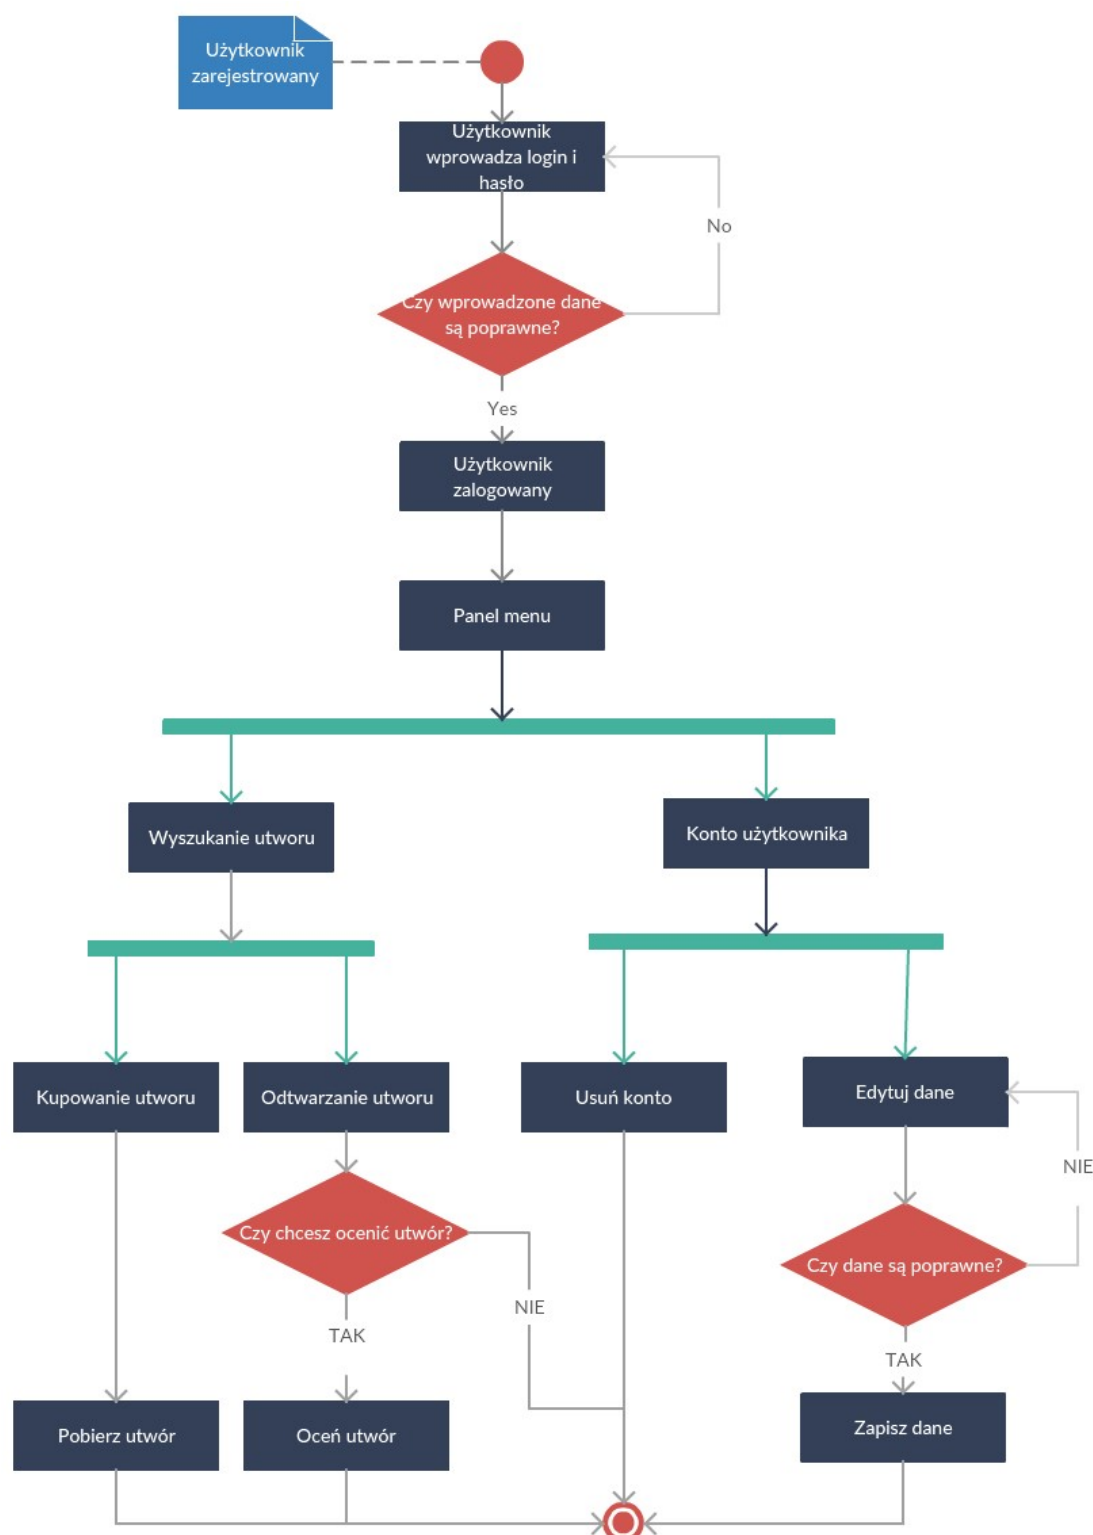 Użytkownik
zarejestrowany
Użytkownik
wprowadza login i
hasło
No
Czy wprowadzone dane
są poprawne?
Yes
Użytkownik
zalogowany
Panel menu
Wyszukanie utworu
Konto użytkownika
Kupowanie utworu
Odtwarzanie utworu
Usuń konto
Edytuj dane
NIE
Czy chcesz ocenić utwór?
Czy dane są poprawne?
NIE
TAK
TAK
Pobierz utwór
Oceń utwór
Zapisz dane